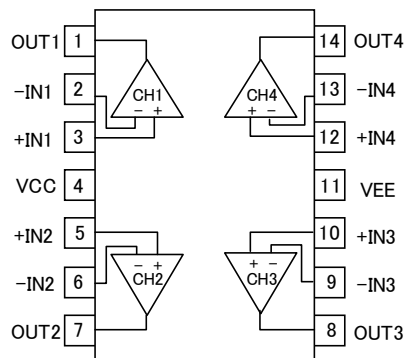 OUT1 1 14 OUT4
-IN1 2 CH1 CH4 13 -IN4
- + + -
+IN1 3 12 +IN4
VCC 4 11 VEE
+IN2 5 10 +IN3
- + + -
-IN2 6 CH2 CH3 9 -IN3
OUT2 7 8 OUT3